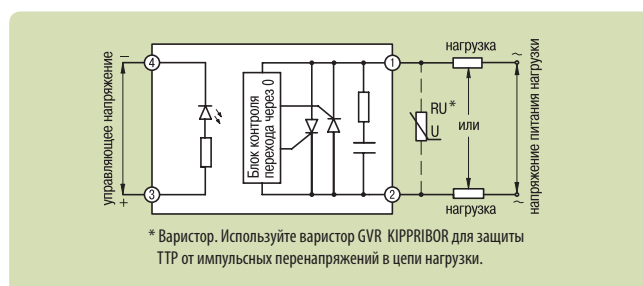 управляющее напряжение
−
+
4
3
Блок контроля
перехода через 0
1
2
RU*
U
нагрузка
или
нагрузка
~
~
напряжение питания нагрузки
* Варистор. Используйте варистор GVR KIPPRIBOR для защиты
ТТР от импульсных перенапряжений в цепи нагрузки.